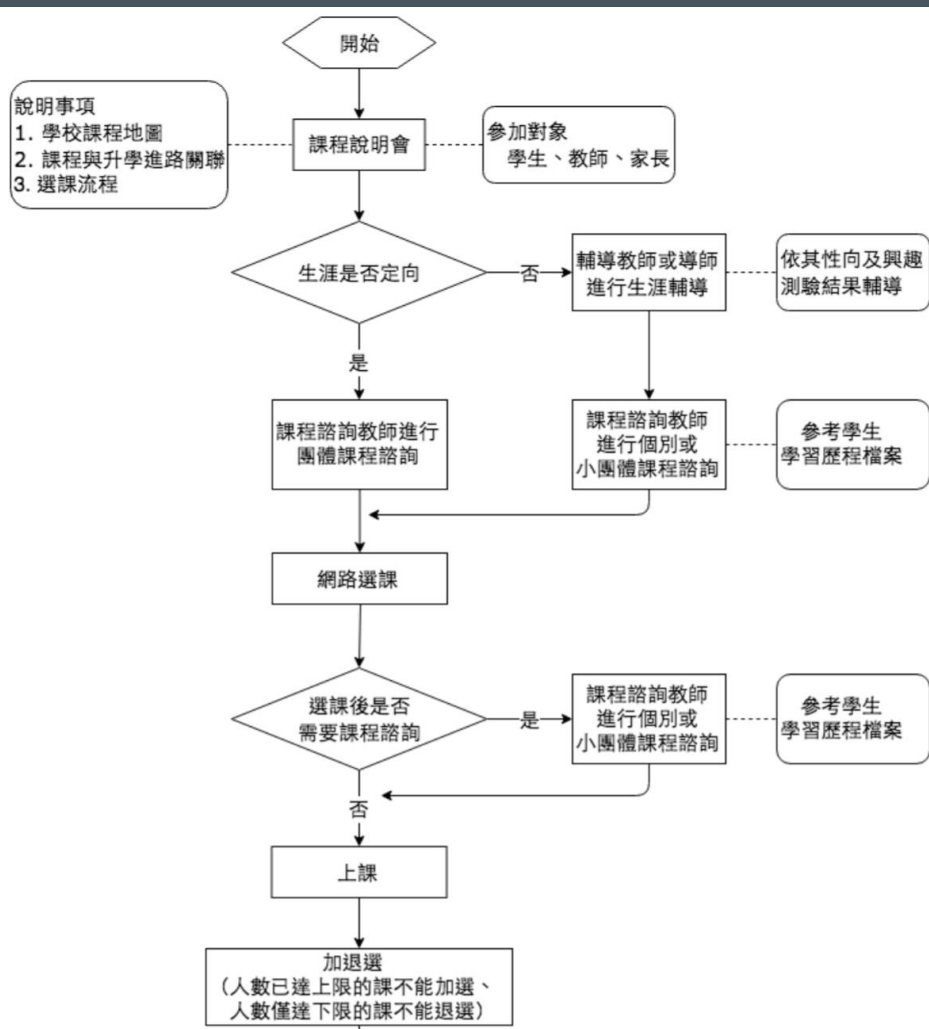 開始
說明事項
1. 學校課程地圖
2. 課程與升學進路關聯
3. 選課流程
課程說明會
參加對象
學生、教師、家長
生涯是否定向
否
輔導教師或導師
進行生涯輔導
依其性向及興趣
測驗結果輔導
是
課程諮詢教師進行
團體課程諮詢
課程諮詢教師
進行個別或
小團體課程諮詢
參考學生
學習歷程檔案
網路選課
選課後是否
需要課程諮詢
是
課程諮詢教師
進行個別或
小團體課程諮詢
參考學生
學習歷程檔案
否
上課
加退選
（人數已達上限的課不能加選、
人數僅達下限的課不能退選）